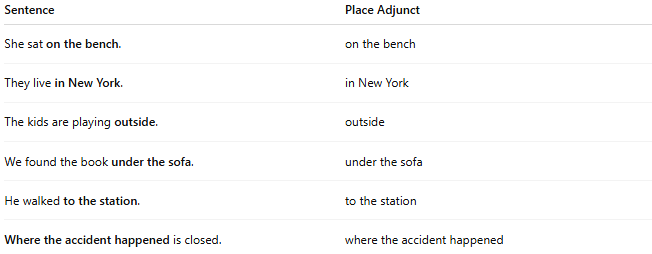 Sentence Place Adjunct
She sat on the bench. on the bench
They live in New York. in New York
The kids are playing outside. outside
We found the book under the sofa. under the sofa
He walked to the station. to the station
Where the accident happened is closed. where the accident happened